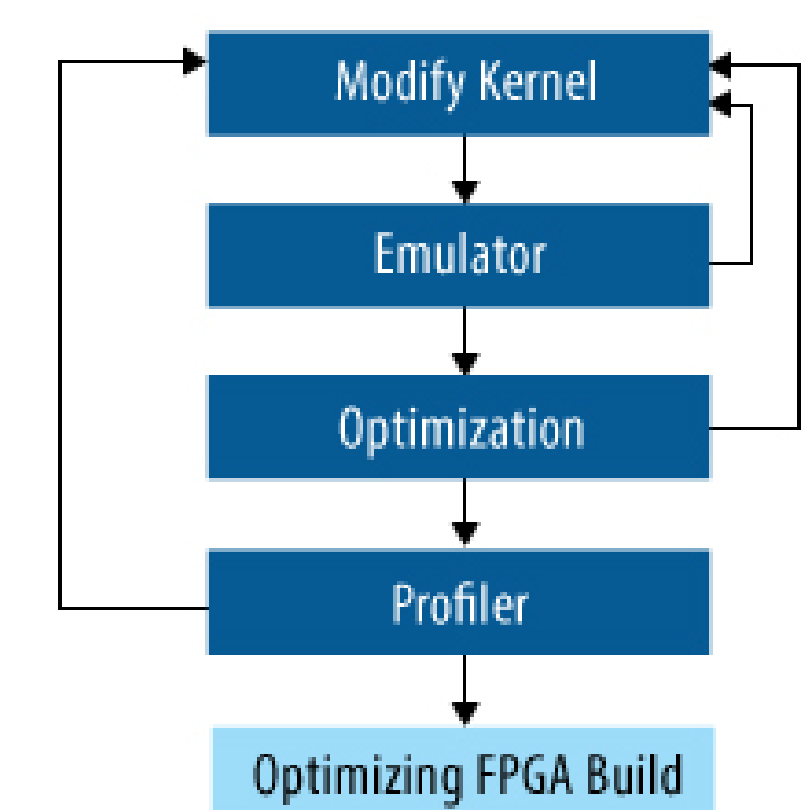 Modify Kernel
Emulator
Optimization
Profiler
Optimizing FPGA Build